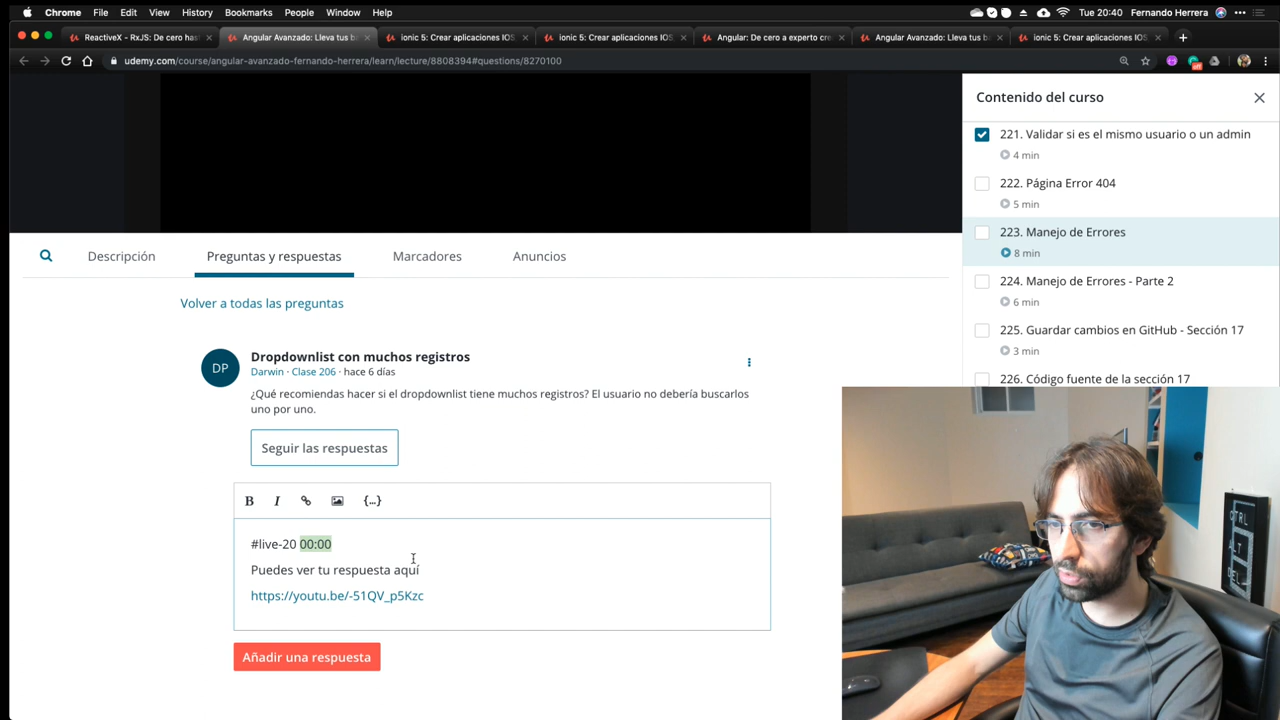 Chrome File Edit View History Bookmarks People Window Help Tue 20:40 Fernando Herrera
ReactiveX - RxJS: De cero has Angular Avanzado: Lleva tus b ionic 5: Crear aplicaciones IOS, ionic 5: Crear aplicaciones IOS, Angular: De cero a experto cre Angular Avanzado: Lleva tus b ionic 5: Crear aplicaciones IOS,
udemy.com/course/angular-avanzado-fernando-herrera/learn/lecture/8808394#questions/8270100
Contenido del curso
221. Validar si es el mismo usuario o un admin
4 min
222. Página Error 404
5 min
223. Manejo de Errores
8 min
224. Manejo de Errores - Parte 2
6 min
225. Guardar cambios en GitHub - Sección 17
3 min
226. Código fuente de la sección 17
Descripción Preguntas y respuestas Marcadores Anuncios
Volver a todas las preguntas
DP
Dropdownlist con muchos registros
Darwin · Clase 206 · hace 6 días
¿Qué recomiendas hacer si el dropdownlist tiene muchos registros? El usuario no debería buscarlos
uno por uno.
Seguir las respuestas
B I {...}
#live-20 00:00
Puedes ver tu respuesta aquí
https://youtu.be/-51QV_p5Kzc
Añadir una respuesta
CTRL
ALT
DEL